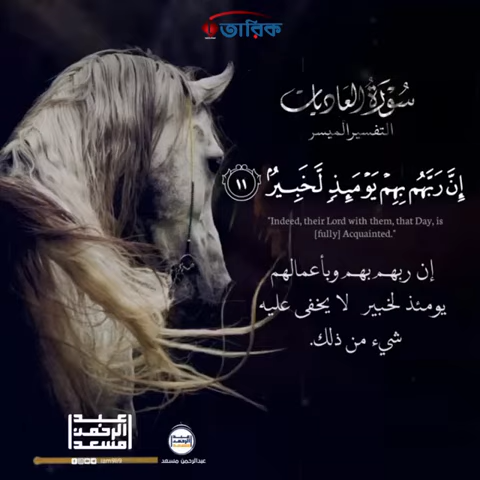 তারিক
سُورَةُ العَاديَات
التفسير الميسر
إِنَّ رَبَّهُم بِهِمْ يَوْمَئِذٍ لَّخَبِيرٌۢ ١١
"Indeed, their Lord with them, that Day, is
[fully] Acquainted."
إن ربهم بهم وبأعمالهم
يومئذ لخبير لا يخفى عليه
شيء من ذلك.
عبد
الرحمن
مسعد
عبدالرحمن مسعد